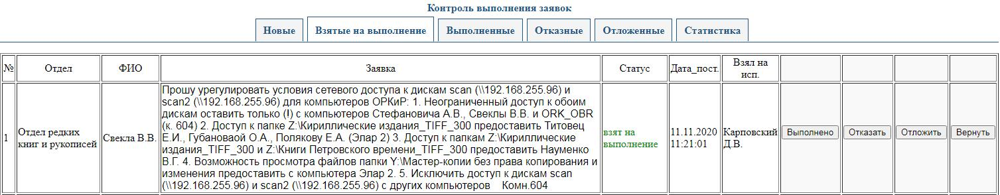 Контроль выполнения заявок
Новые Взятые на выполнение Выполненные Отказные Отложенные Статистика
№ Отдел ФИО Заявка Статус Дата_пост. Взял на исп.
1
Отдел редких
книг и рукописей
Свекла В.В.
Прошу урегулировать условия сетевого доступа к дискам scan (\\192.168.255.96) и
scan2 (\\192.168.255.96) для компьютеров ОРКиР: 1. Неограниченный доступ к обоим
дискам оставить только (!) с компьютеров Стефановича А.В., Свеклы В.В. и ORK_OBR
(к. 604) 2. Доступ к папке Z:\Кириллические издания_TIFF_300 предоставить Титовец
Е.И., Губановаой О.А., Полякову Е.А. (Элар 2) 3. Доступ к папкам Z:\Кириллические
издания_TIFF_300 и Z:\Книги Петровского времени_TIFF_300 предоставить Науменко
В.Г. 4. Возможность просмотра файлов папки Y:\Мастер-копии без права копирования и
изменения предоставить с компьютера Элар 2. 5. Исключить доступ к дискам scan
(\\192.168.255.96) и scan2 (\\192.168.255.96) с других компьютеров Комн.604
взят на
выполнение
11.11.2020
11:21:01
Карповский
Д.В.
Выполнено Отказать Отложить Вернуть